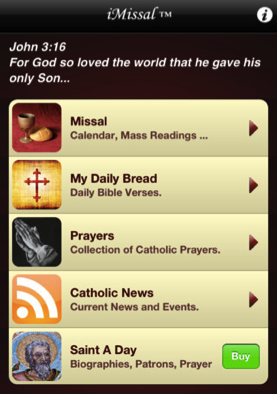 iMissal ™
John 3:16
For God so loved the world that he gave his
only Son...
Missal
Calendar, Mass Readings ...
My Daily Bread
Daily Bible Verses.
Prayers
Collection of Catholic Prayers.
Catholic News
Current News and Events.
Saint A Day
Biographies, Patrons, Prayer
Buy